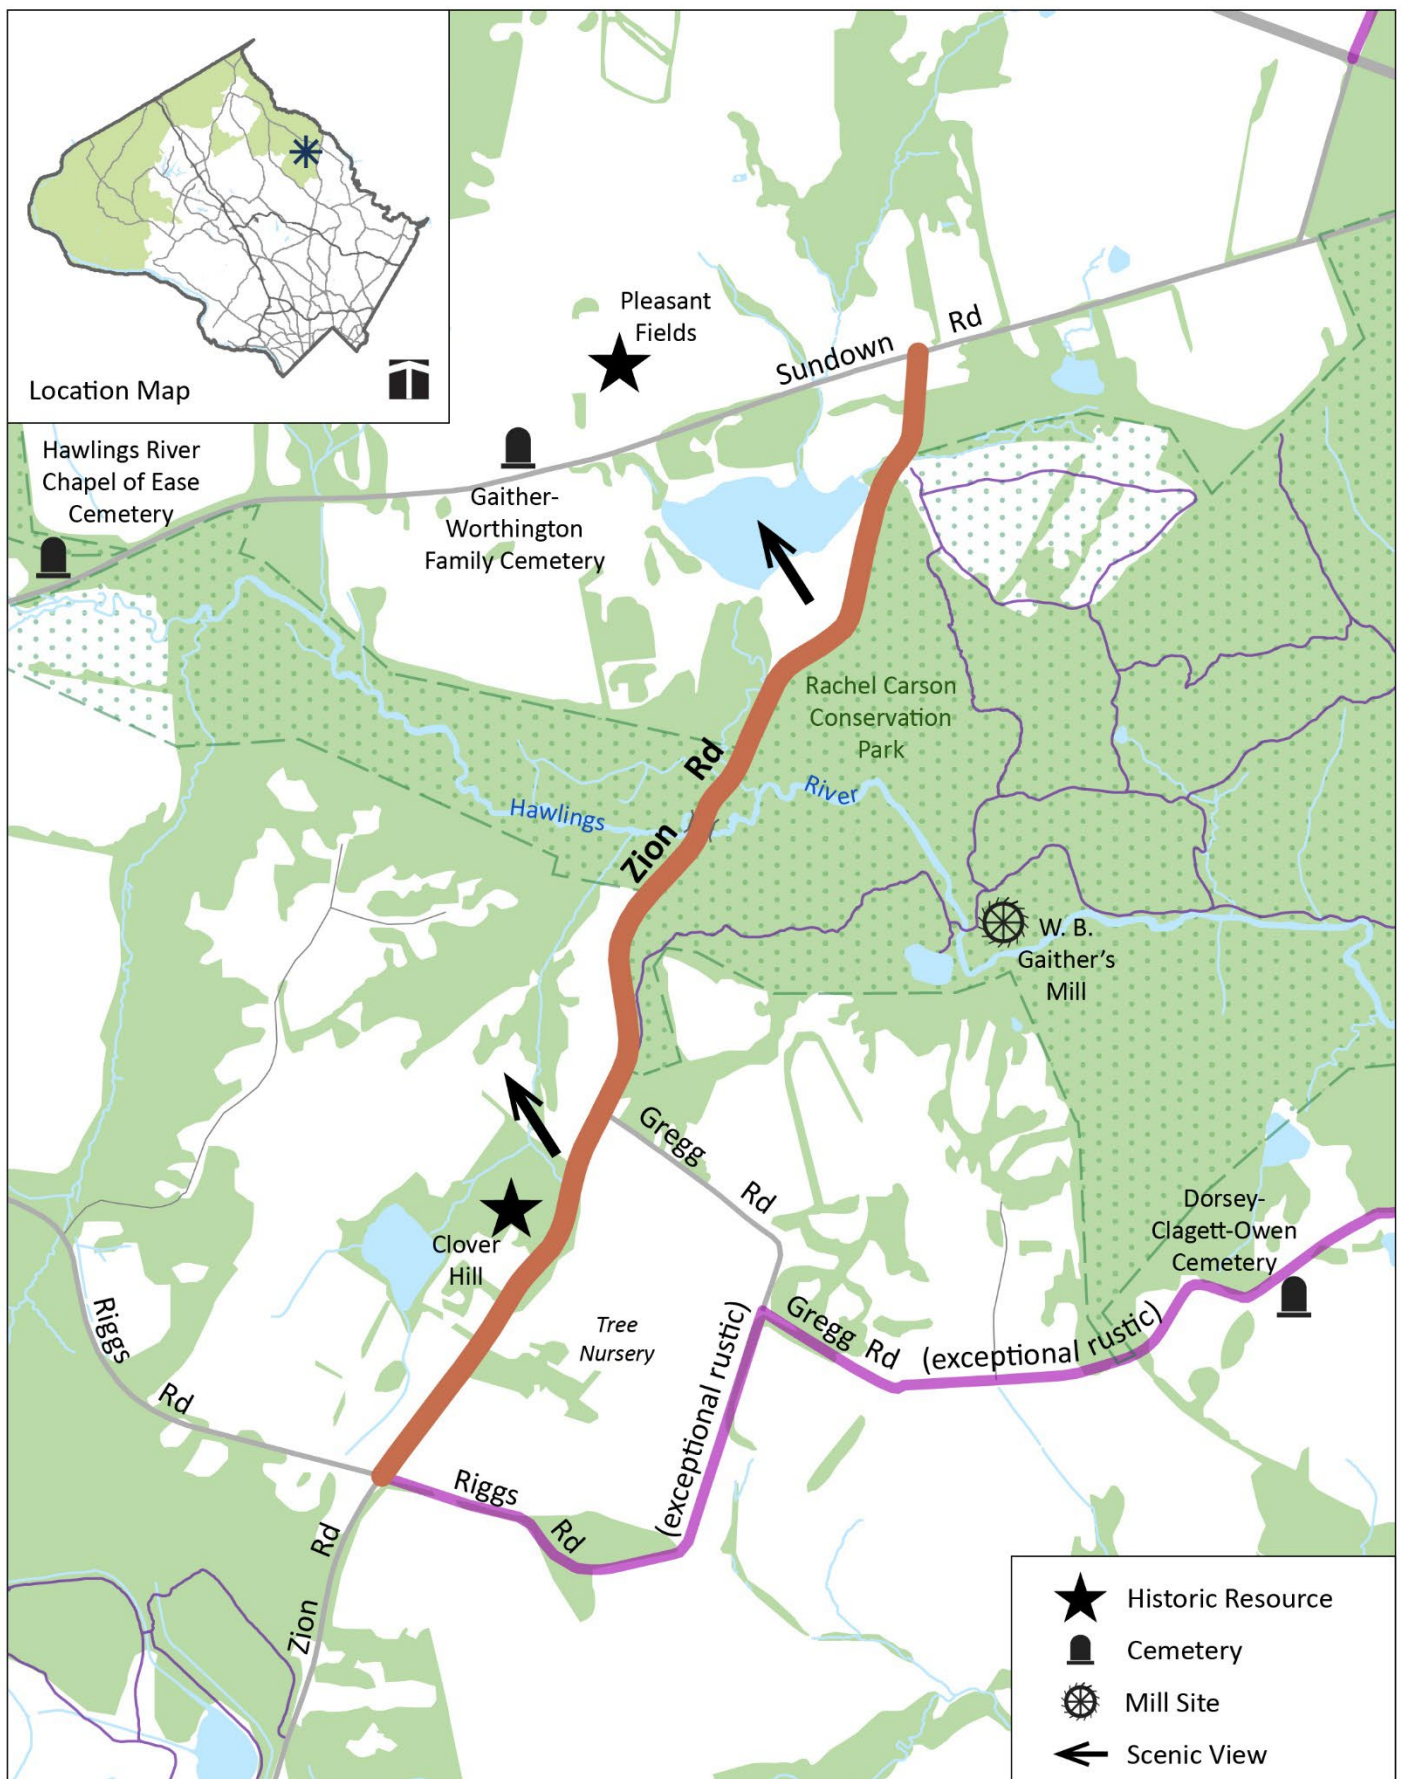 Location Map
Pleasant
Fields
Sundown Rd
Hawlings River
Chapel of Ease
Cemetery
Gaither-
Worthington
Family Cemetery
Rachel Carson
Conservation
Park
Zion Rd
Hawlings River
W. B.
Gaither's
Mill
Gregg Rd
Dorsey-
Clagett-Owen
Cemetery
Clover
Hill
Riggs Rd
Tree
Nursery
Gregg Rd (exceptional rustic)
(exceptional rustic)
Riggs Rd
Zion Rd
Historic Resource
Cemetery
Mill Site
Scenic View